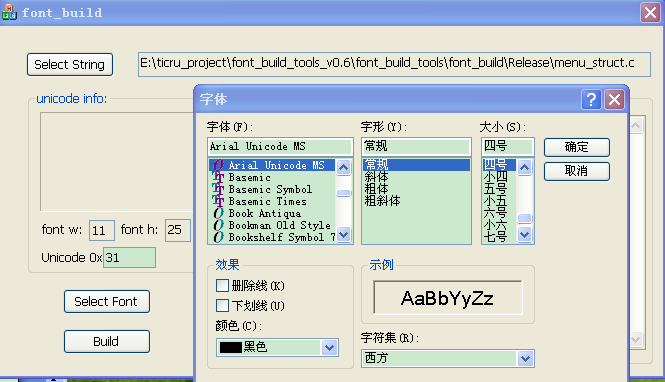 font_build
Select String
E:\ticru_project\font_build_tools_v0.6\font_build_tools\font_build\Release\menu_struct.c
unicode info:
font w: 11 font h: 25
Unicode 0x 31
Select Font
Build
字体
字体(F):
Arial Unicode MS
Arial Unicode MS
Basemic
Basemic Symbol
Basemic Times
Book Antiqua
Bookman Old Style
Bookshelf Symbol 7
字形(Y):
常规
常规
斜体
粗体
粗斜体
大小(S):
四号
四号
小四
五号
小五
六号
小六
七号
确定
取消
效果
删除线(K)
下划线(U)
颜色(C):
黑色
示例
AaBbYyZz
字符集(R):
西方